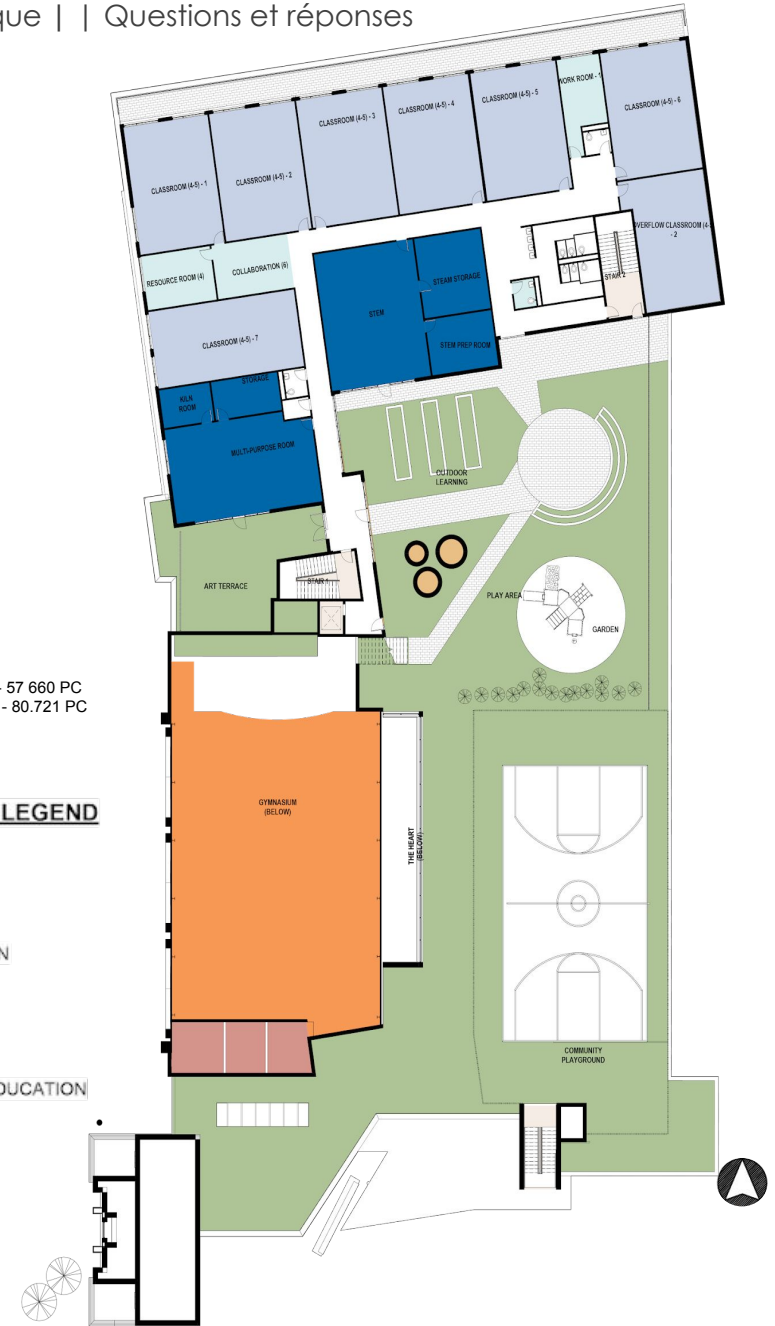 que | | Questions et réponses
CLASSROOM (4-5) - 1
CLASSROOM (4-5) - 2
CLASSROOM (4-5) - 3
CLASSROOM (4-5) - 4
CLASSROOM (4-5) - 5
WORK ROOM - 1
CLASSROOM (4-5) - 6
OVERFLOW CLASSROOM (4-5)
- 2
RESOURCE ROOM (4)
COLLABORATION (6)
STEM
STEAM STORAGE
STAIR 2
CLASSROOM (4-5) - 7
STEM PREP ROOM
KILN
ROOM
STORAGE
MULTI-PURPOSE ROOM
OUTDOOR
LEARNING
ART TERRACE
STAIR 1
PLAY AREA
GARDEN
- 57 660 PC
- 80.721 PC
LEGEND
GYMNASIUM
(BELOW)
THE HEART
(BELOW)
N
DUCATION
COMMUNITY
PLAYGROUND